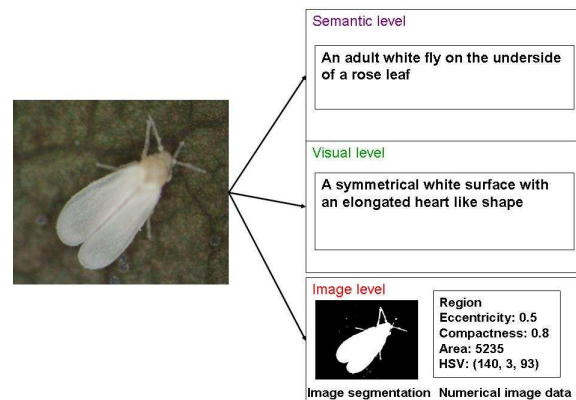 Semantic level
An adult white fly on the underside
of a rose leaf
Visual level
A symmetrical white surface with
an elongated heart like shape
Image level
Region
Eccentricity: 0.5
Compactness: 0.8
Area: 5235
HSV: (140, 3, 93)
Image segmentation
Numerical image data